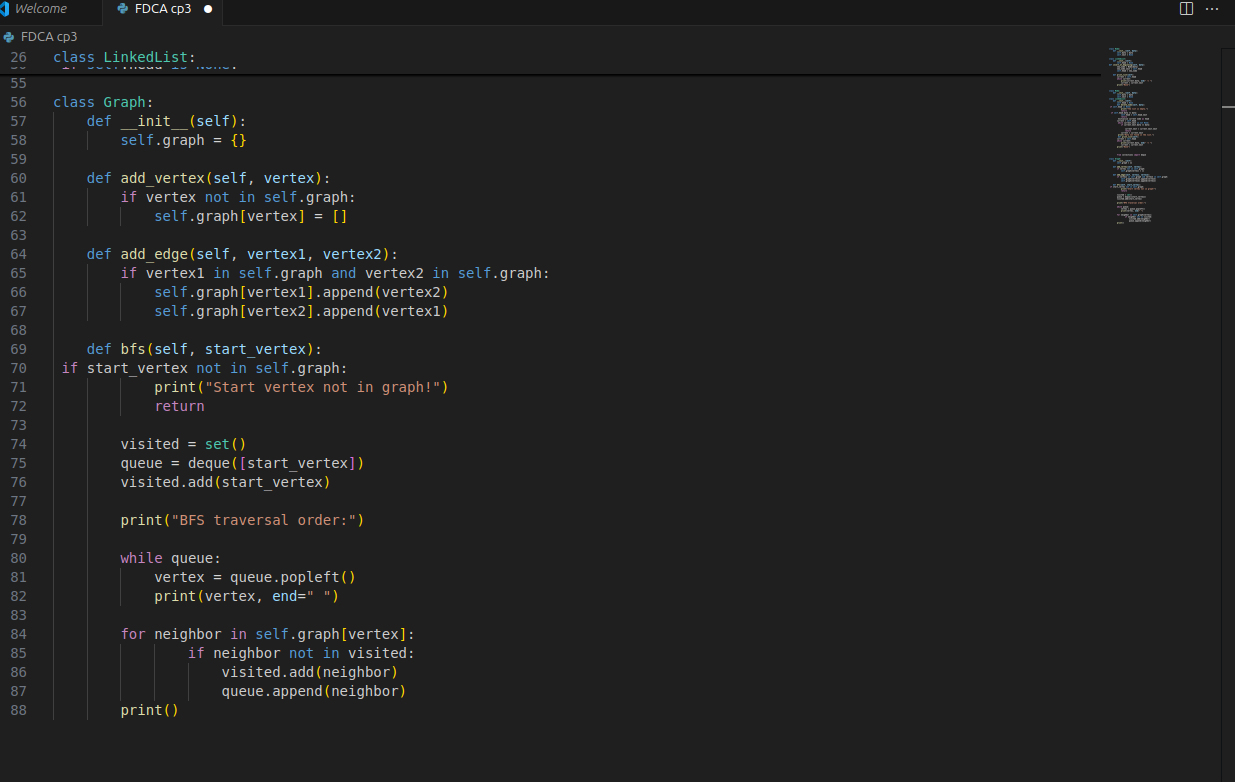 Welcome
FDCA cp3
FDCA cp3
26 class LinkedList:
55
56 class Graph:
57     def __init__(self):
58         self.graph = {}
59
60     def add_vertex(self, vertex):
61         if vertex not in self.graph:
62             self.graph[vertex] = []
63
64     def add_edge(self, vertex1, vertex2):
65         if vertex1 in self.graph and vertex2 in self.graph:
66             self.graph[vertex1].append(vertex2)
67             self.graph[vertex2].append(vertex1)
68
69     def bfs(self, start_vertex):
70  if start_vertex not in self.graph:
71             print("Start vertex not in graph!")
72             return
73
74         visited = set()
75         queue = deque([start_vertex])
76         visited.add(start_vertex)
77
78         print("BFS traversal order:")
79
80         while queue:
81             vertex = queue.popleft()
82             print(vertex, end=" ")
83
84         for neighbor in self.graph[vertex]:
85                 if neighbor not in visited:
86                     visited.add(neighbor)
87                     queue.append(neighbor)
88         print()